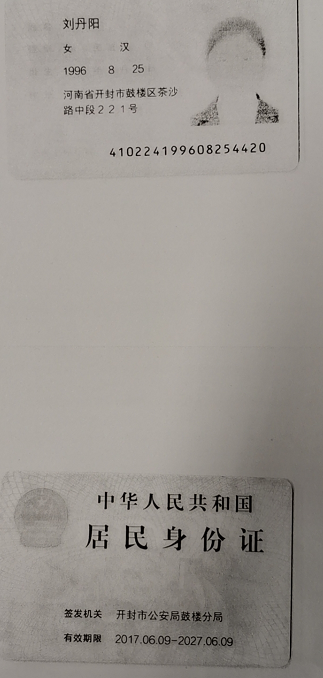 刘丹阳
女 汉
1996 8 25
河南省开封市鼓楼区茶沙
路中段221号
410224199608254420
中华人民共和国
居民身份证
签发机关 开封市公安局鼓楼分局
有效期限 2017.06.09-2027.06.09